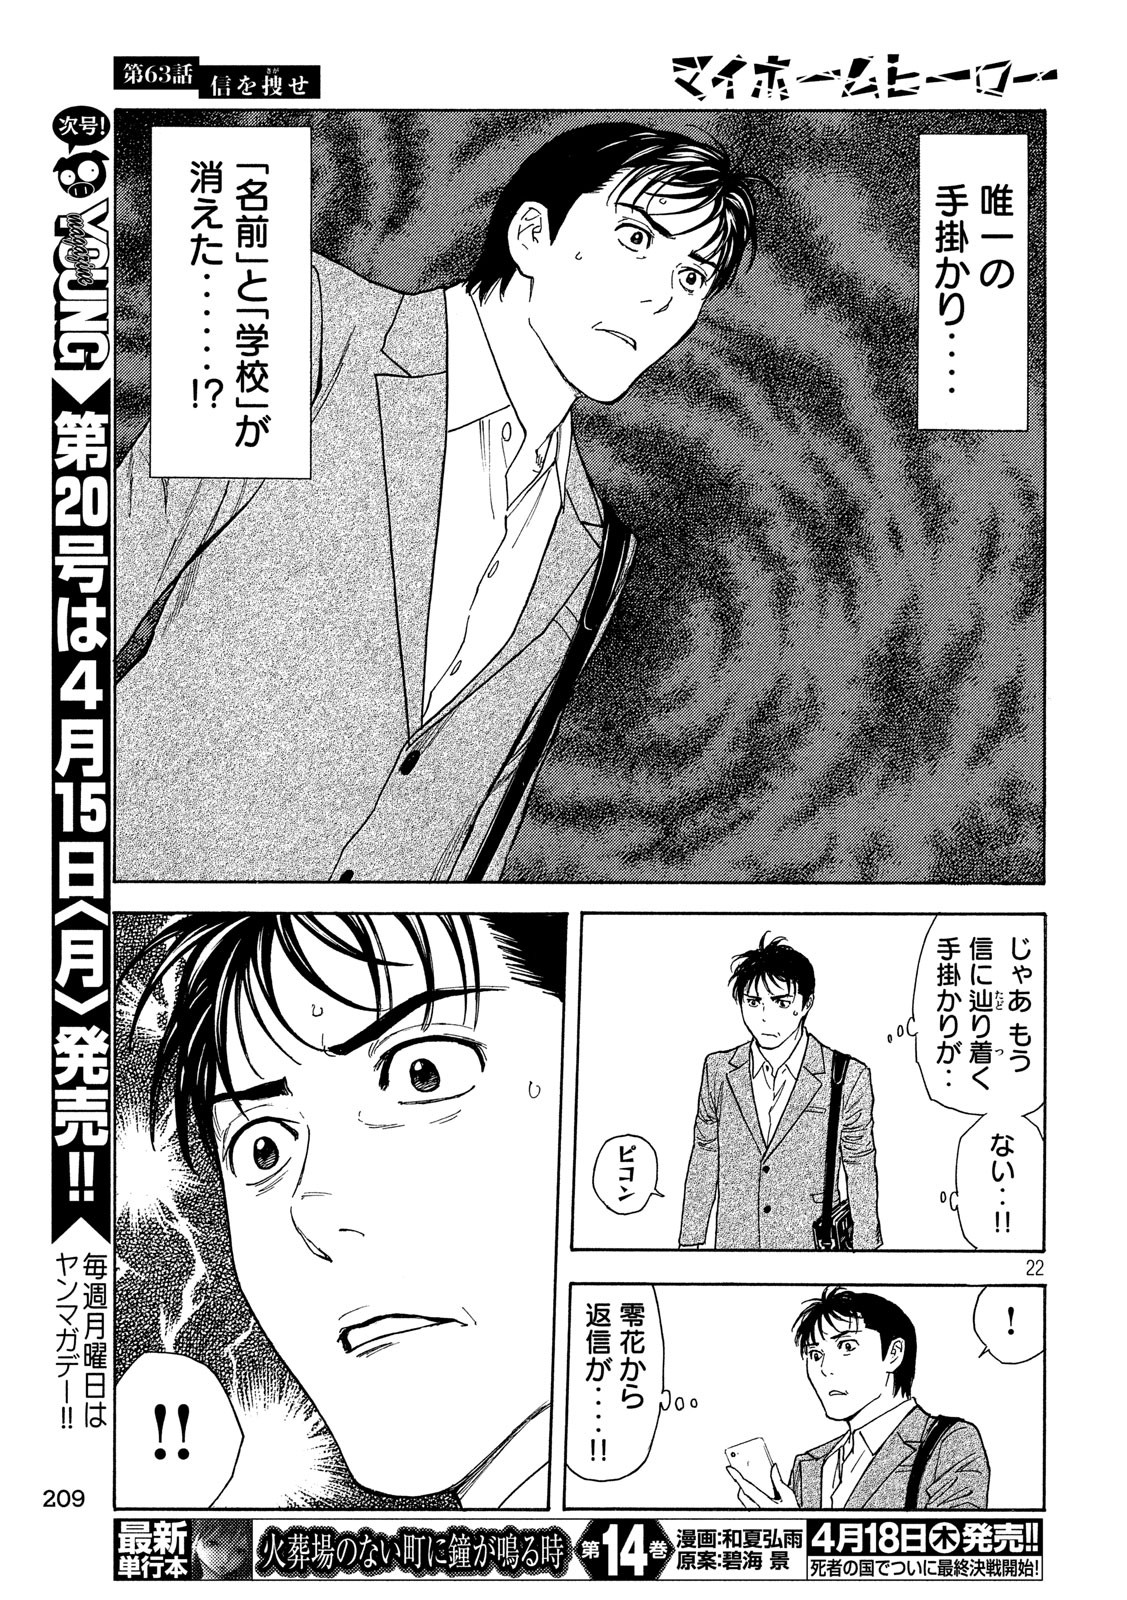 第63話
信を捜せ
さが
マイホームヒーロー
唯一の
手掛かり‥‥
「名前」と「学校」が
消えた‥‥‥!?
じゃあ もう
信に辿り着く
たど
つ
手掛かりが‥
ない‥‥!!
ピコン
22
!
零花から
返信が‥‥!!
!!
次号!
YOUNG
magazine
第20号は4月15日〈月〉発売!!
毎週月曜日は
ヤンマガデー!!
209
最新
単行本
火葬場のない町に鐘が鳴る時
第14巻
漫画:和夏弘雨
原案:碧海 景
4月18日木発売!!
死者の国でついに最終決戦開始!